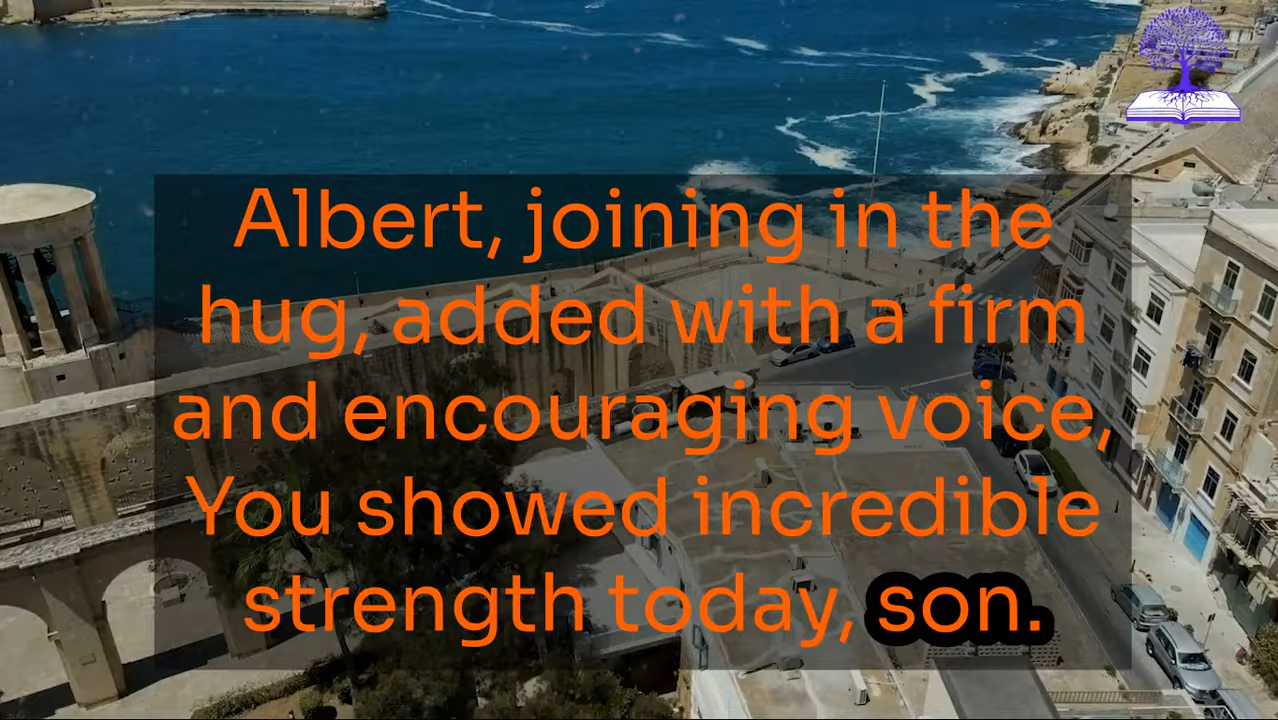 Albert, joining in the
hug, added with a firm
and encouraging voice,
You showed incredible
strength today, son.